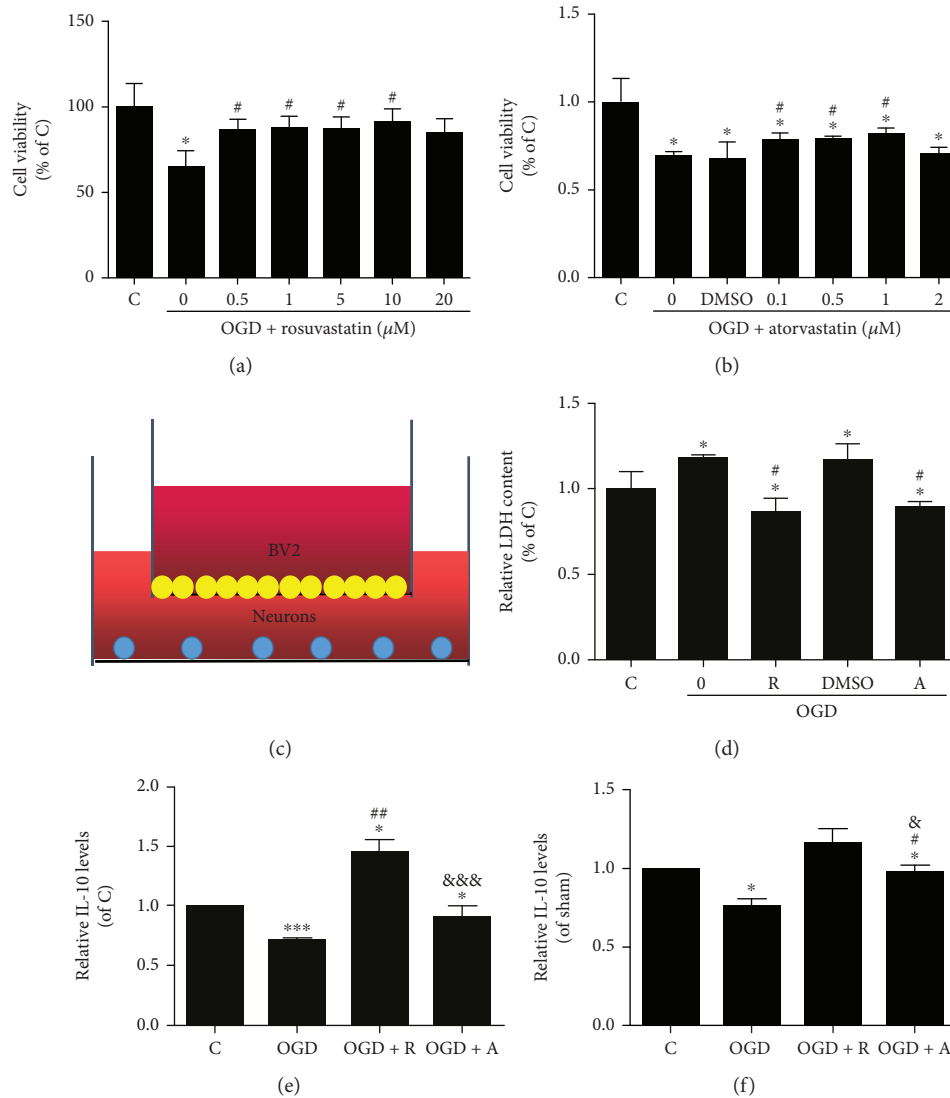 150
100
50
0
Cell viability
(% of C)
#
#
#
#
*
C
0
0.5
1
5
10
20
OGD + rosuvastatin (μM)
(a)
1.5
1.0
0.5
0.0
Cell viability
(% of C)
#
#
#
*
*
*
*
*
*
C
0
DMSO
0.1
0.5
1
2
OGD + atorvastatin (μM)
(b)
BV2
Neurons
(c)
1.5
1.0
0.5
0.0
Relative LDH content
(% of C)
*
#
*
*
#
*
C
0
R
DMSO
A
OGD
(d)
2.0
1.5
1.0
0.5
0.0
Relative IL-10 levels
(of C)
***
##
*
&&&
*
C
OGD
OGD + R
OGD + A
(e)
1.5
1.0
0.5
0.0
Relative IL-10 levels
(of sham)
*
&
#
*
C
OGD
OGD + R
OGD + A
(f)